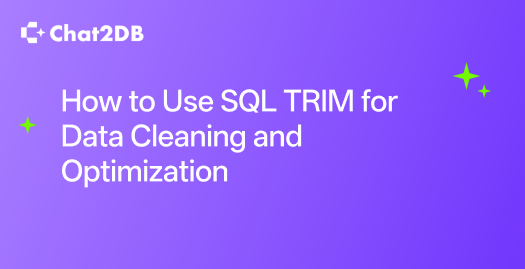 Chat2DB
How to Use SQL TRIM for
Data Cleaning and
Optimization